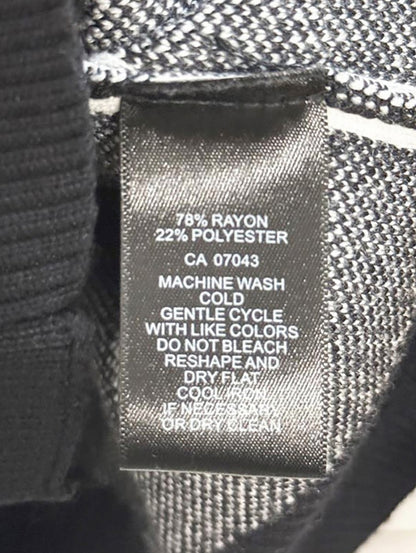 78% RAYON
22% POLYESTER
CA 07043
MACHINE WASH
COLD
GENTLE CYCLE
WITH LIKE COLORS
DO NOT BLEACH
RESHAPE AND
DRY FLAT
COOL IRON
IF NECESSARY
OR DRY CLEAN